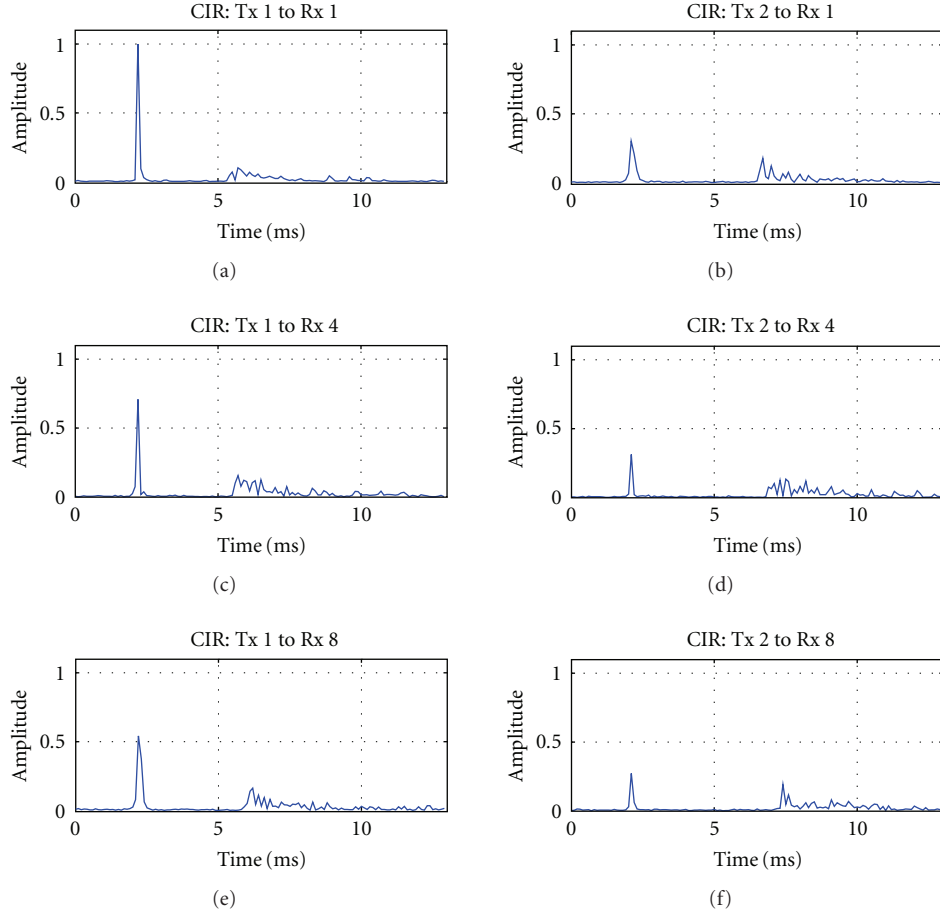 CIR: Tx 1 to Rx 1
1
0.5
0
Amplitude
0 5 10
Time (ms)
(a)
CIR: Tx 2 to Rx 1
1
0.5
0
Amplitude
0 5 10
Time (ms)
(b)
CIR: Tx 1 to Rx 4
1
0.5
0
Amplitude
0 5 10
Time (ms)
(c)
CIR: Tx 2 to Rx 4
1
0.5
0
Amplitude
0 5 10
Time (ms)
(d)
CIR: Tx 1 to Rx 8
1
0.5
0
Amplitude
0 5 10
Time (ms)
(e)
CIR: Tx 2 to Rx 8
1
0.5
0
Amplitude
0 5 10
Time (ms)
(f)